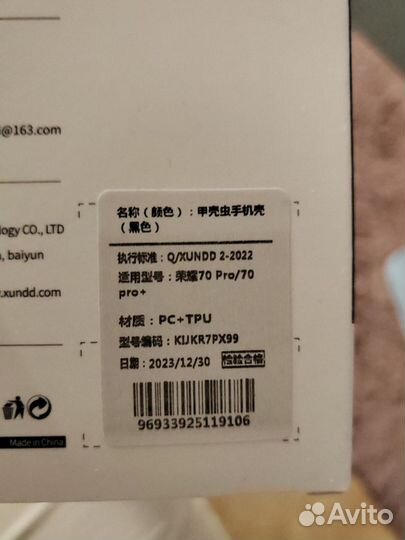 i@163.com
名称（颜色）：甲壳虫手机壳
（黑色）
logy CO., LTD
, baiyun
.xundd.com
执行标准：Q/XUNDD 2-2022
适用型号：荣耀70 Pro/70
pro+
材质：PC+TPU
型号编码：KIJKR7PX99
日期：2023/12/30 检验合格
96933925119106
Made in China
Avito